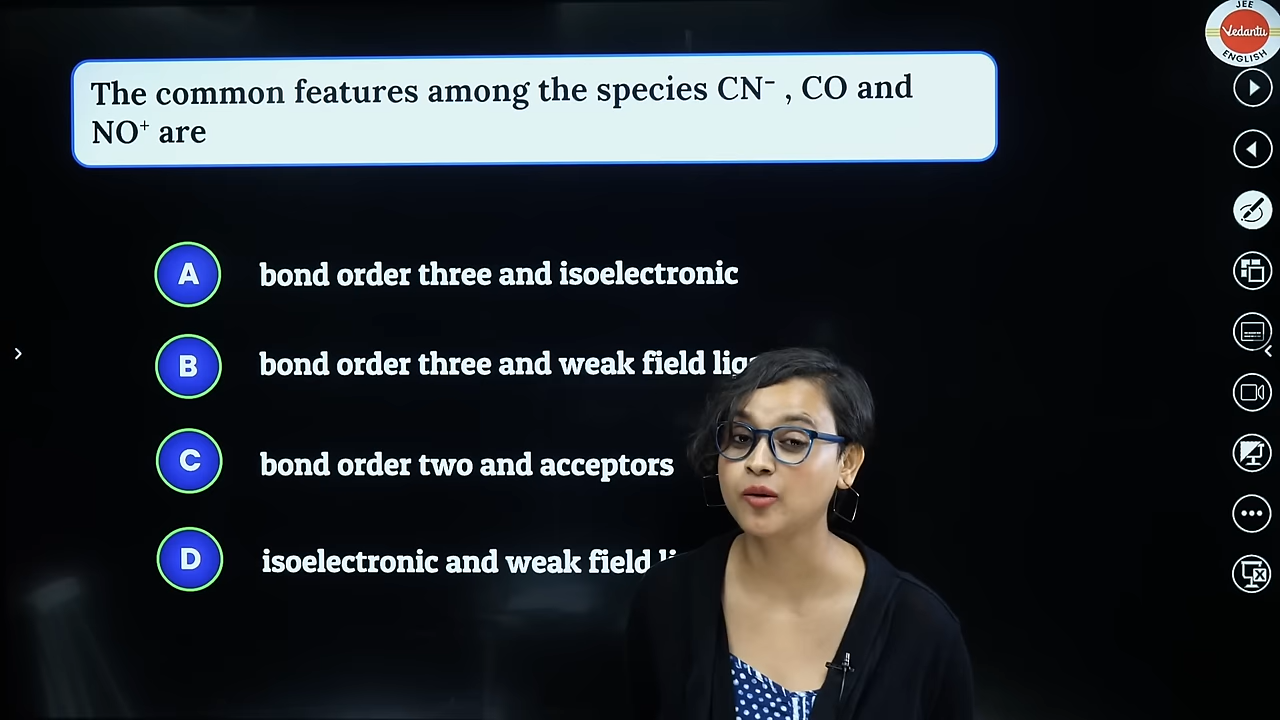 JEE
Vedantu
ENGLISH
The common features among the species CN⁻ , CO and
NO⁺ are
A bond order three and isoelectronic
B bond order three and weak field
C bond order two and acceptors
D isoelectronic and weak field